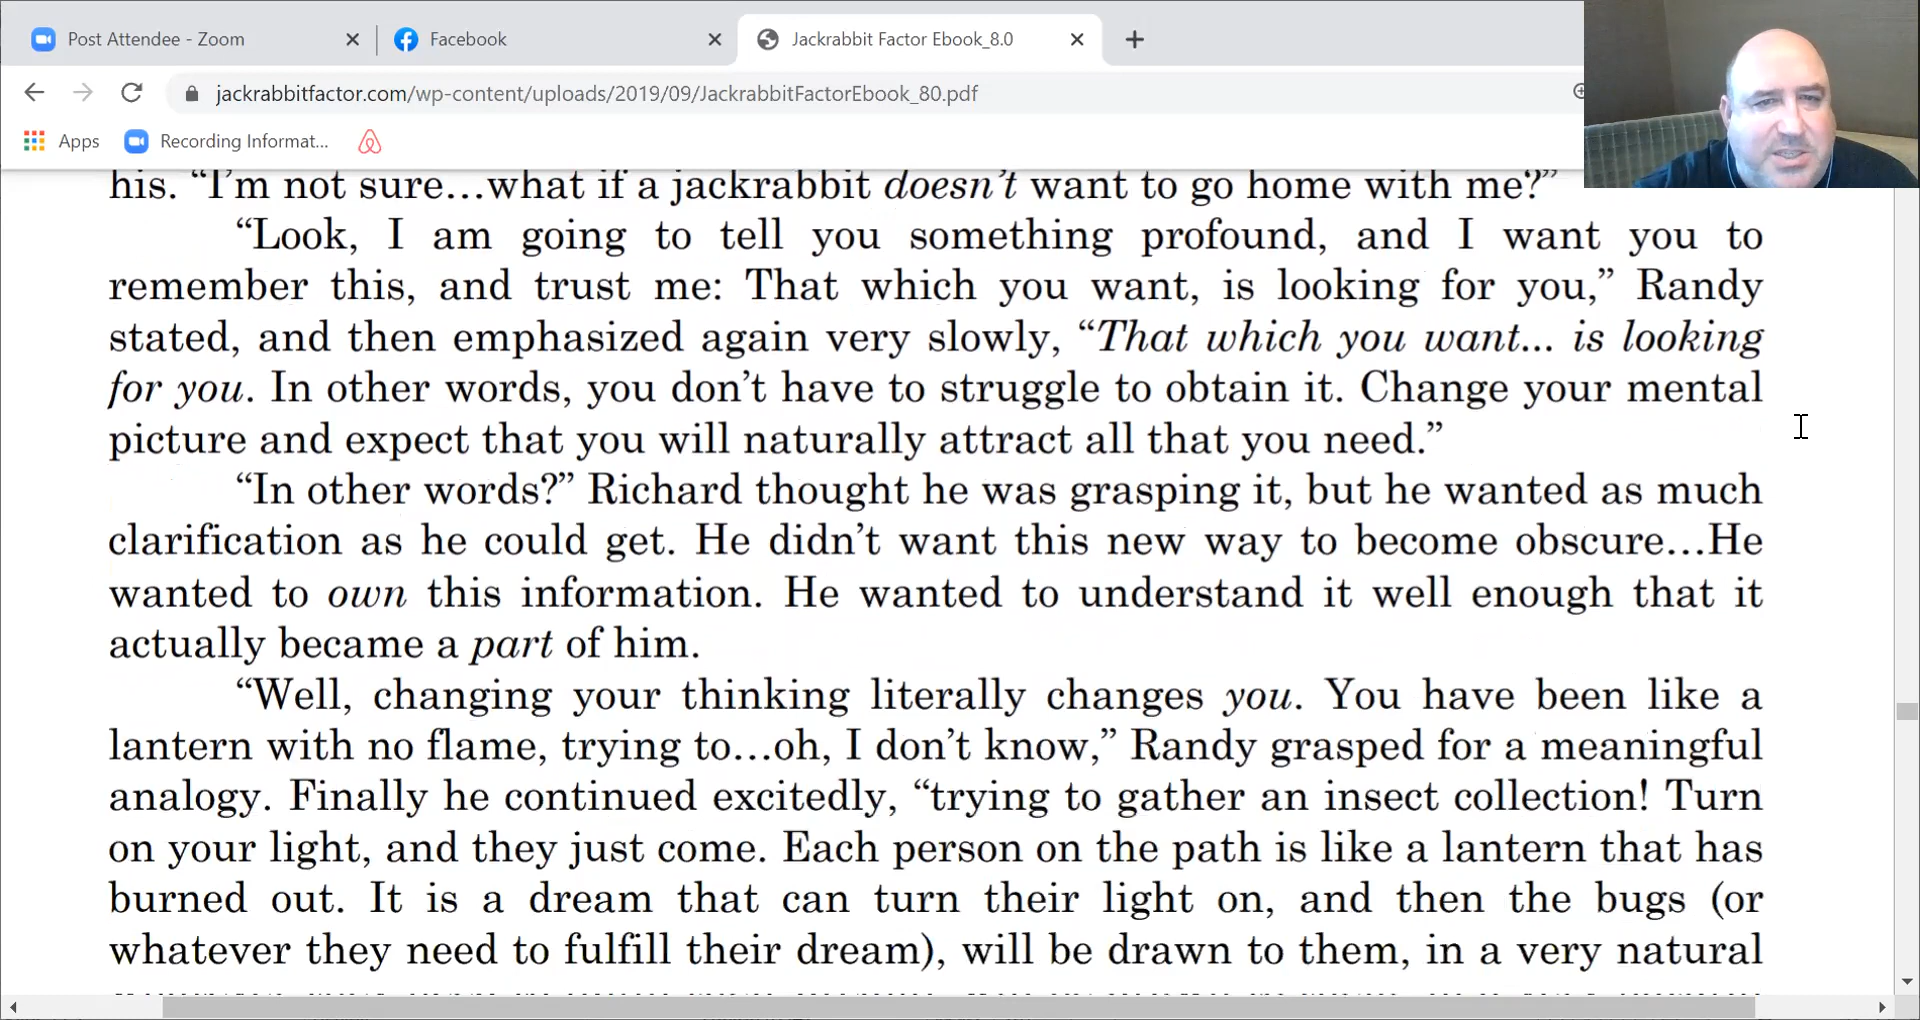 Post Attendee - Zoom
Facebook
Jackrabbit Factor Ebook_8.0
jackrabbitfactor.com/wp-content/uploads/2019/09/JackrabbitFactorEbook_80.pdf
Apps
Recording Informat...
his. “I’m not sure…what if a jackrabbit doesn’t want to go home with me?”
“Look, I am going to tell you something profound, and I want you to
remember this, and trust me: That which you want, is looking for you,” Randy
stated, and then emphasized again very slowly, “That which you want... is looking
for you. In other words, you don’t have to struggle to obtain it. Change your mental
picture and expect that you will naturally attract all that you need.”
“In other words?” Richard thought he was grasping it, but he wanted as much
clarification as he could get. He didn’t want this new way to become obscure…He
wanted to own this information. He wanted to understand it well enough that it
actually became a part of him.
“Well, changing your thinking literally changes you. You have been like a
lantern with no flame, trying to…oh, I don’t know,” Randy grasped for a meaningful
analogy. Finally he continued excitedly, “trying to gather an insect collection! Turn
on your light, and they just come. Each person on the path is like a lantern that has
burned out. It is a dream that can turn their light on, and then the bugs (or
whatever they need to fulfill their dream), will be drawn to them, in a very natural